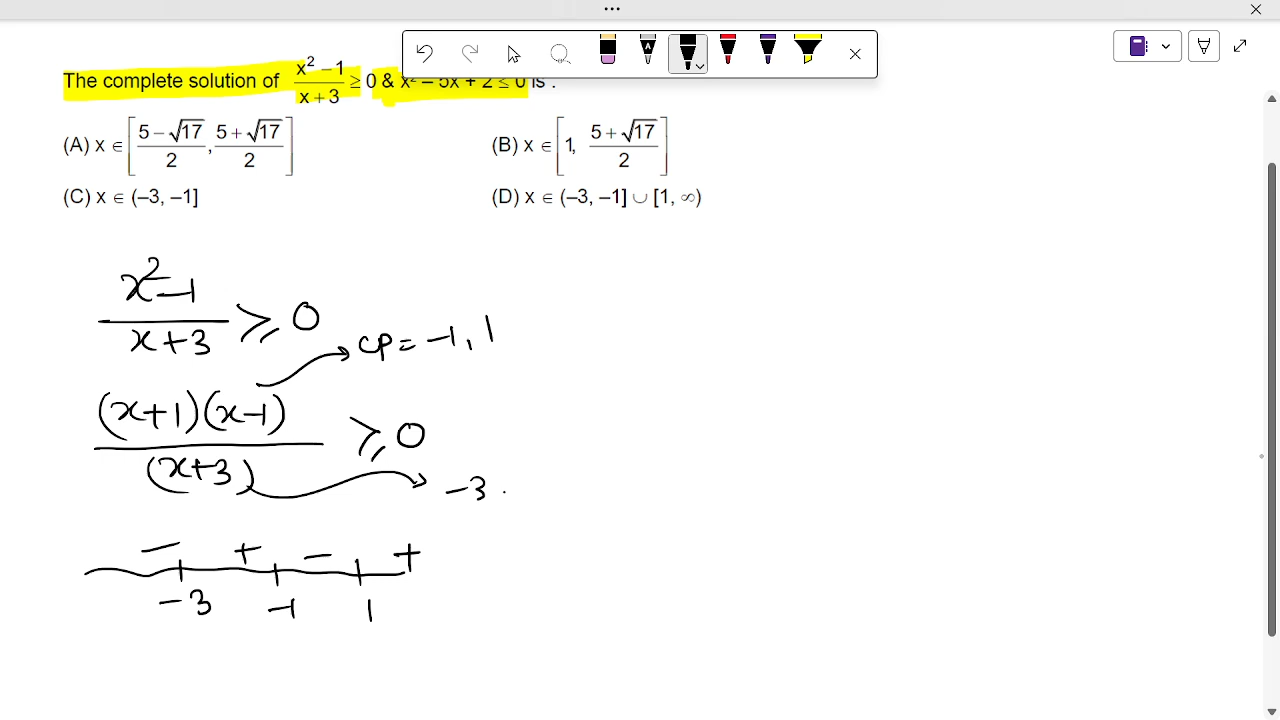 The complete solution of (x² – 1)/(x + 3) ≥ 0 & x² – 5x + 2 ≤ 0 is :
(A) x ∈ [(5 – √17)/2, (5 + √17)/2]
(B) x ∈ [1, (5 + √17)/2]
(C) x ∈ (–3, –1]
(D) x ∈ (–3, –1] ∪ [1, ∞)
(x² – 1)/(x + 3) ≥ 0
CP = –1, 1
(x+1)(x–1)/(x+3) ≥ 0
–3
– + – +
–3 –1 1